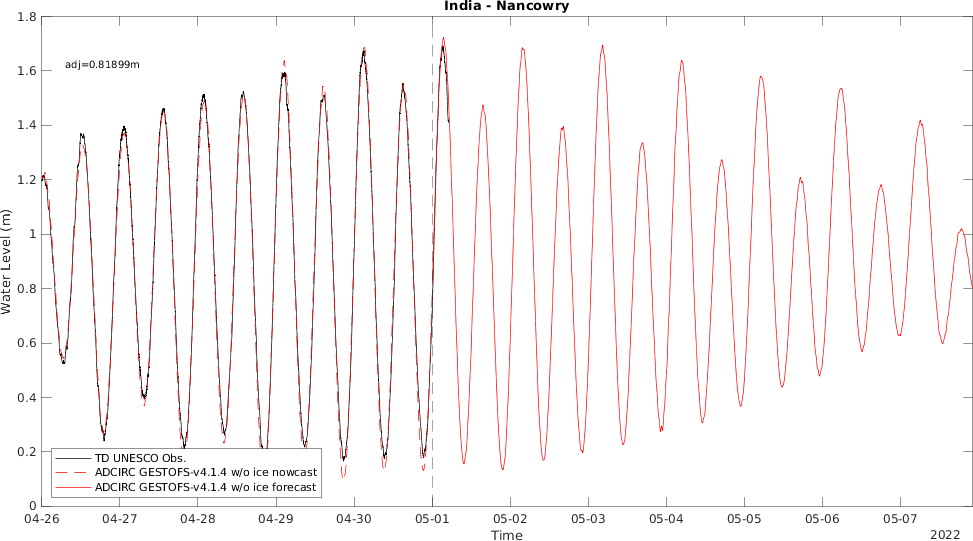 India - Nancowry
1.8
adj=0.81899m
1.6
1.4
1.2
1
0.8
0.6
0.4
0.2
0
Water Level (m)
TD UNESCO Obs.
ADCIRC GESTOFS-v4.1.4 w/o ice nowcast
ADCIRC GESTOFS-v4.1.4 w/o ice forecast
04-26 04-27 04-28 04-29 04-30 05-01 05-02 05-03 05-04 05-05 05-06 05-07
Time
2022